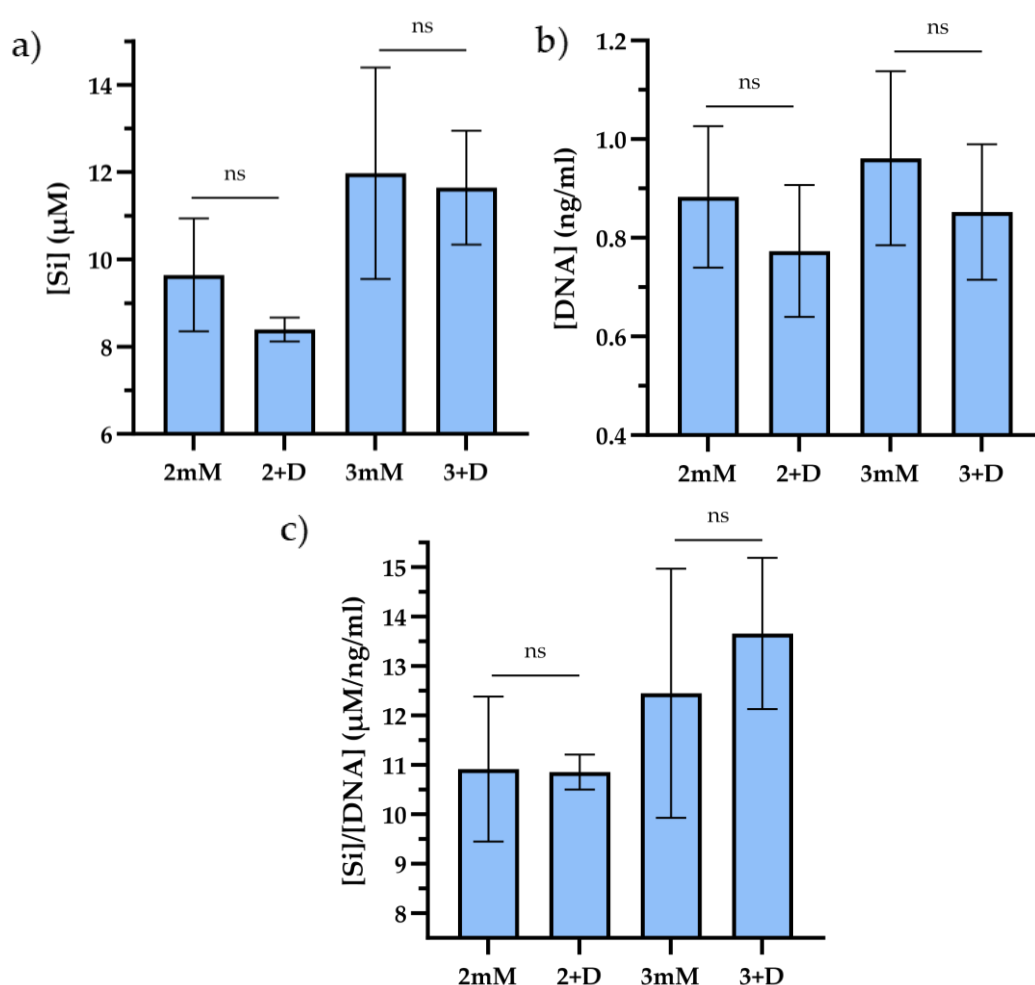 a)
[Si] (µM)
14
12
10
8
6
ns
ns
2mM 2+D 3mM 3+D
b)
[DNA] (ng/ml)
1.2
1.0
0.8
0.6
0.4
ns
ns
2mM 2+D 3mM 3+D
c)
[Si]/[DNA] (µM/ng/ml)
15
14
13
12
11
10
9
8
ns
ns
2mM 2+D 3mM 3+D